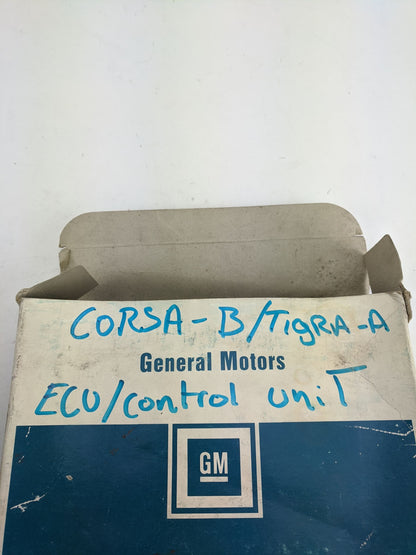 CORSA-B/TigRA-A
General Motors
ECU/control uniT
GM